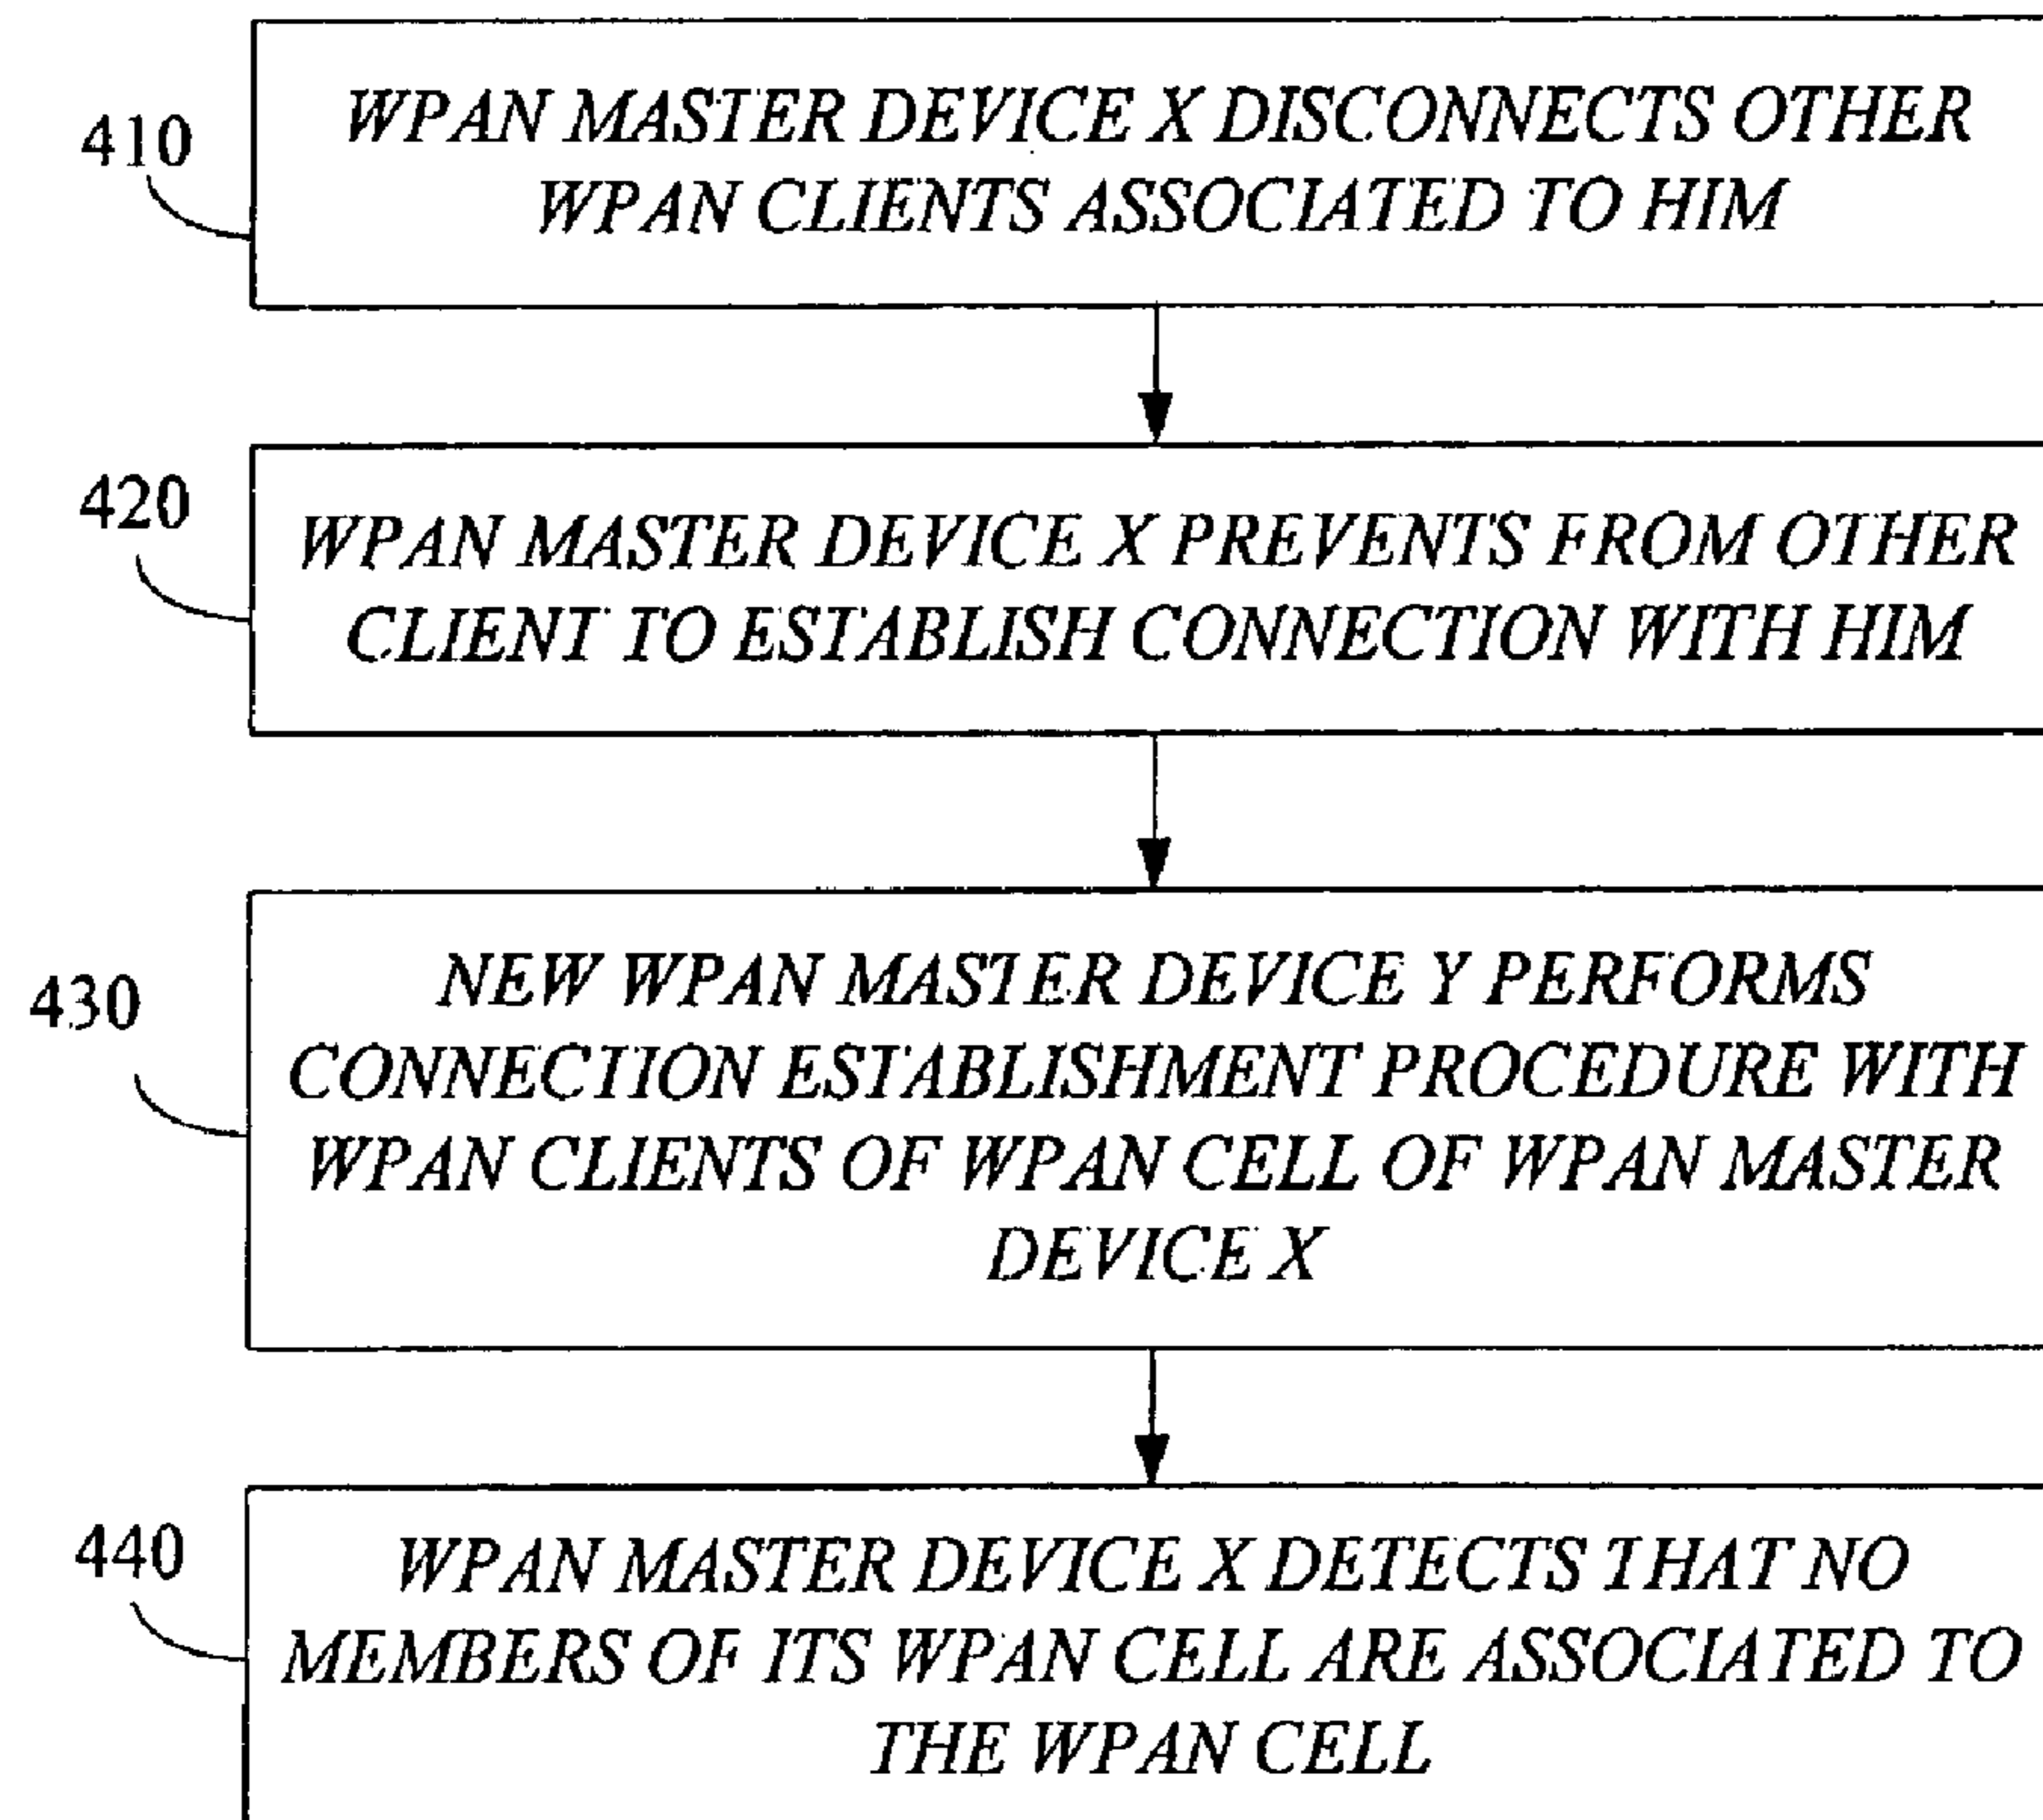 410
WPAN MASTER DEVICE X DISCONNECTS OTHER
WPAN CLIENTS ASSOCIATED TO HIM
420
WPAN MASTER DEVICE X PREVENTS FROM OTHER
CLIENT TO ESTABLISH CONNECTION WITH HIM
430
NEW WPAN MASTER DEVICE Y PERFORMS
CONNECTION ESTABLISHMENT PROCEDURE WITH
WPAN CLIENTS OF WPAN CELL OF WPAN MASTER
DEVICE X
440
WPAN MASTER DEVICE X DETECTS THAT NO
MEMBERS OF ITS WPAN CELL ARE ASSOCIATED TO
THE WPAN CELL